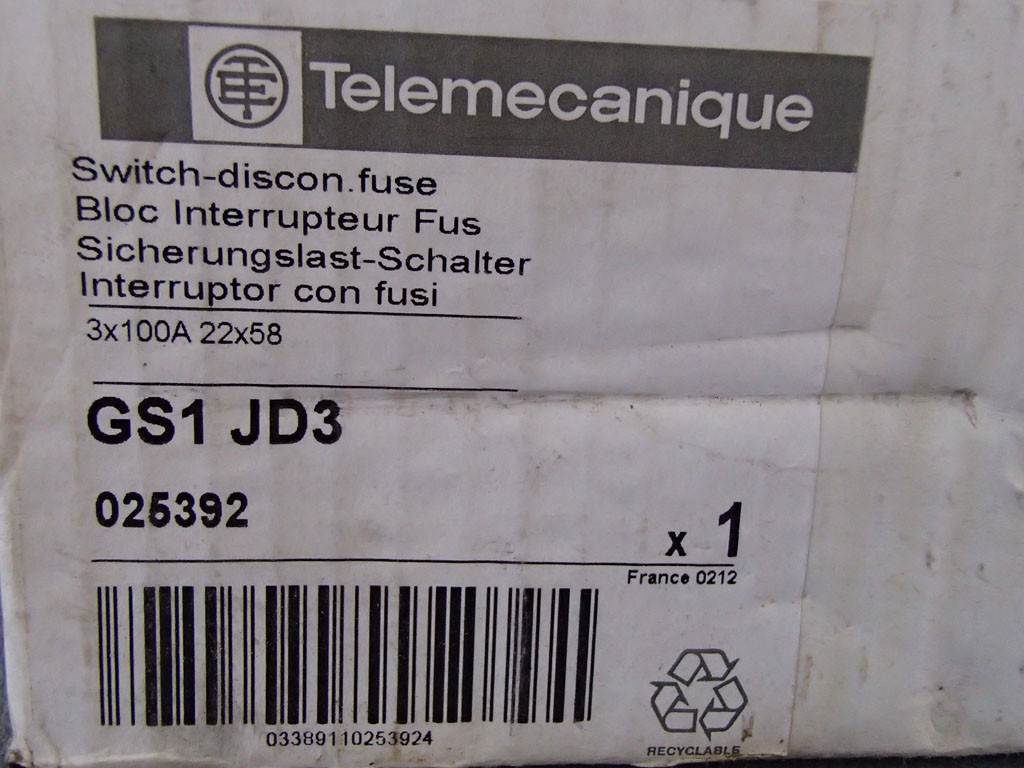 Telemecanique
Switch-discon.fuse
Bloc Interrupteur Fus
Sicherungslast-Schalter
Interruptor con fusi
3x100A 22x58
GS1 JD3
025392
x 1
France 0212
03389110253924
RECYCLABLE